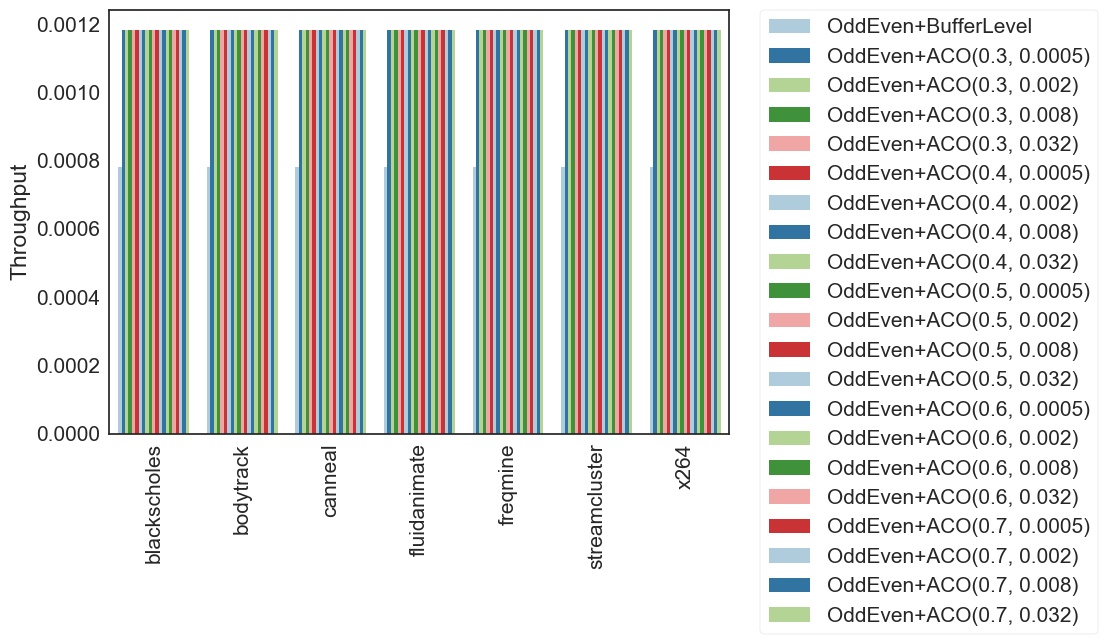 Throughput
0.0012
0.0010
0.0008
0.0006
0.0004
0.0002
0.0000
blackscholes
bodytrack
canneal
fluidanimate
freqmine
streamcluster
x264
OddEven+BufferLevel
OddEven+ACO(0.3, 0.0005)
OddEven+ACO(0.3, 0.002)
OddEven+ACO(0.3, 0.008)
OddEven+ACO(0.3, 0.032)
OddEven+ACO(0.4, 0.0005)
OddEven+ACO(0.4, 0.002)
OddEven+ACO(0.4, 0.008)
OddEven+ACO(0.4, 0.032)
OddEven+ACO(0.5, 0.0005)
OddEven+ACO(0.5, 0.002)
OddEven+ACO(0.5, 0.008)
OddEven+ACO(0.5, 0.032)
OddEven+ACO(0.6, 0.0005)
OddEven+ACO(0.6, 0.002)
OddEven+ACO(0.6, 0.008)
OddEven+ACO(0.6, 0.032)
OddEven+ACO(0.7, 0.0005)
OddEven+ACO(0.7, 0.002)
OddEven+ACO(0.7, 0.008)
OddEven+ACO(0.7, 0.032)